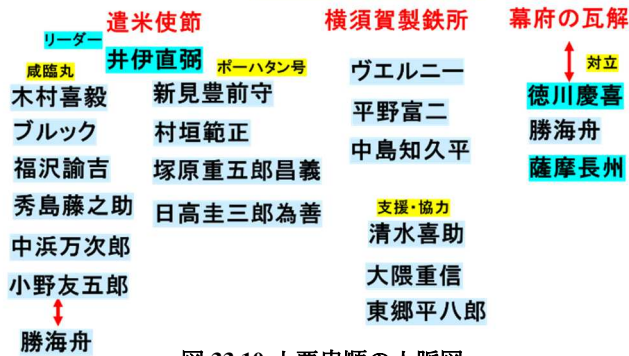 遣米使節
リーダー
井伊直弼
咸臨丸
木村喜毅
ブルック
福沢諭吉
秀島藤之助
中浜万次郎
小野友五郎
勝海舟
ポーハタン号
新見豊前守
村垣範正
塚原重五郎昌義
日高圭三郎為善
横須賀製鉄所
ヴエルニー
平野富二
中島知久平
支援・協力
清水喜助
大隈重信
東郷平八郎
幕府の瓦解
対立
徳川慶喜
勝海舟
薩摩長州